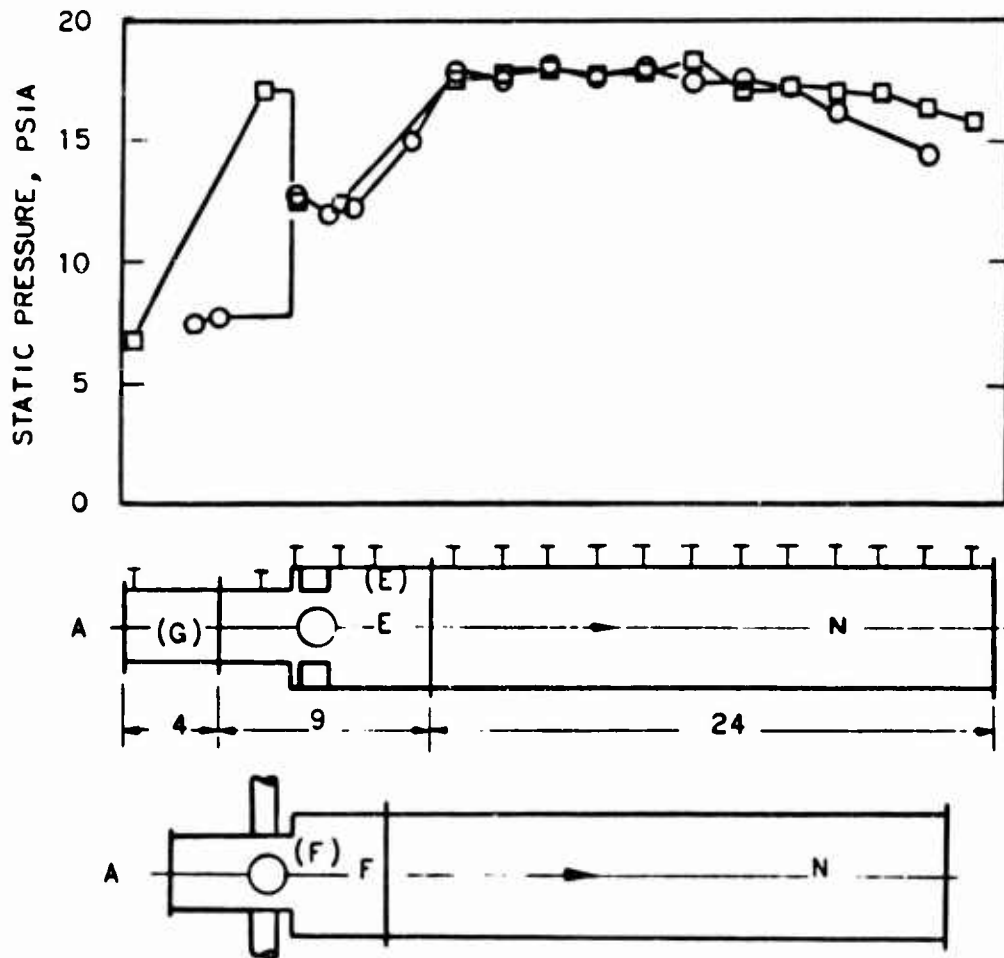 20
15
10
5
0
STATIC PRESSURE, PSIA
(E)
A (G) E N
4 9 24
(F)
A F N